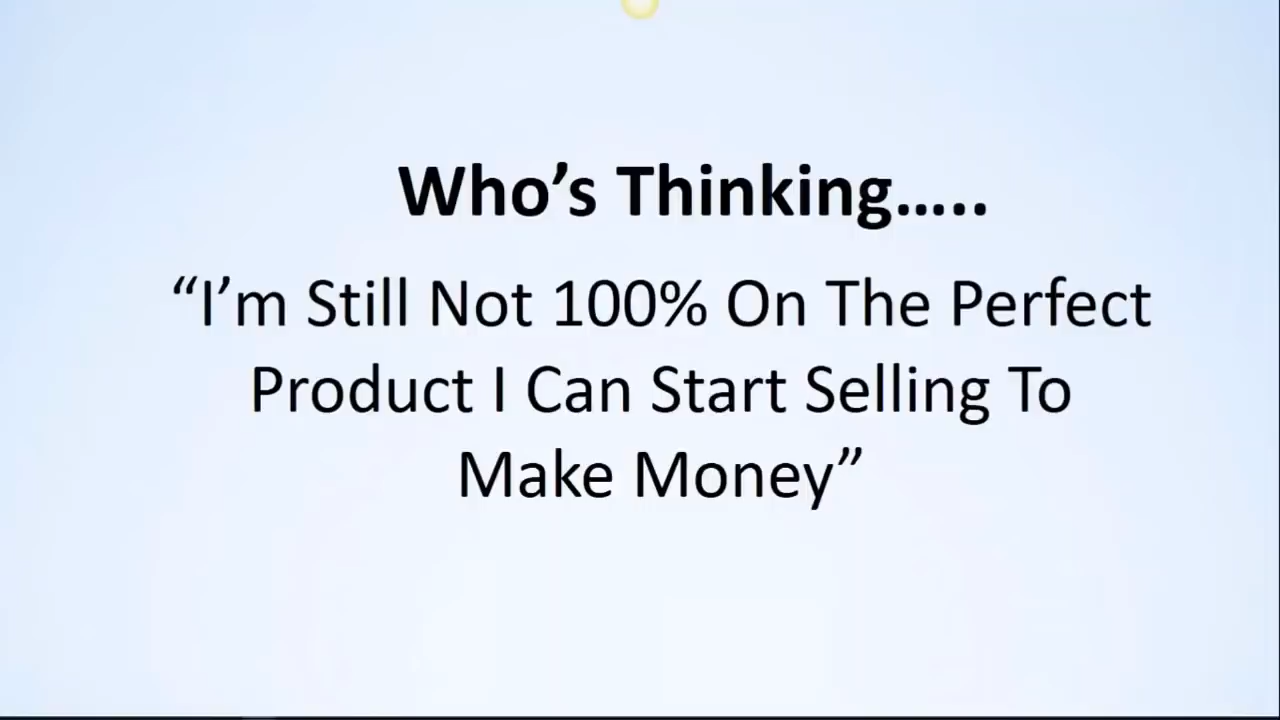 Who’s Thinking…..
“I’m Still Not 100% On The Perfect
Product I Can Start Selling To
Make Money”